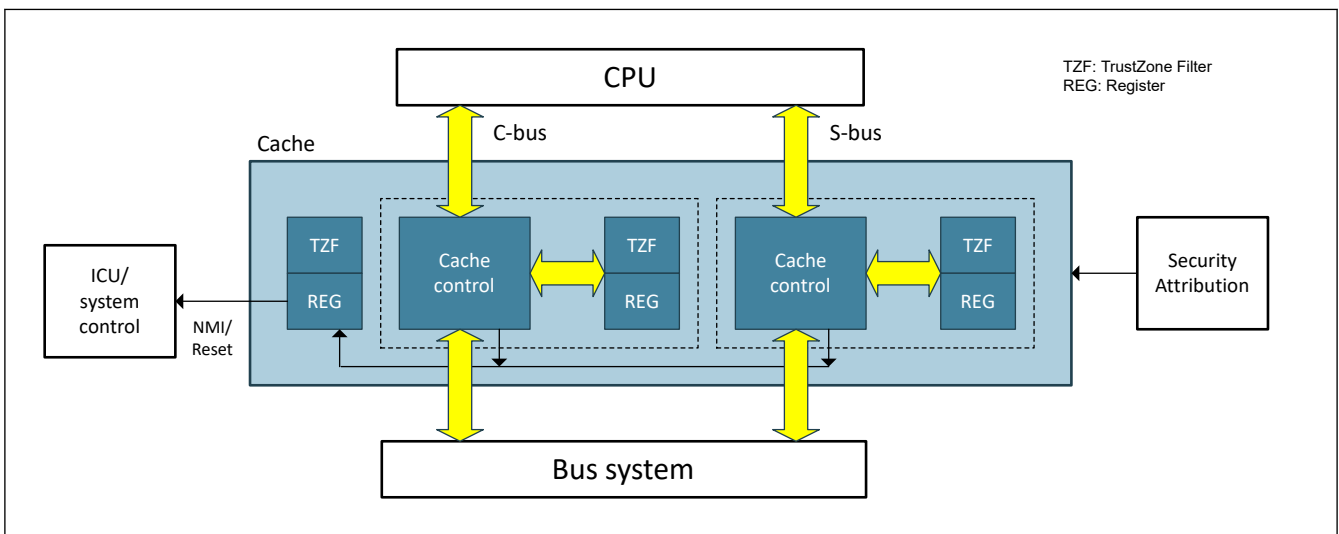 CPU
TZF: TrustZone Filter
REG: Register
C-bus
S-bus
Cache
TZF
REG
Cache
control
TZF
REG
Cache
control
TZF
REG
ICU/
system
control
NMI/
Reset
Security
Attribution
Bus system